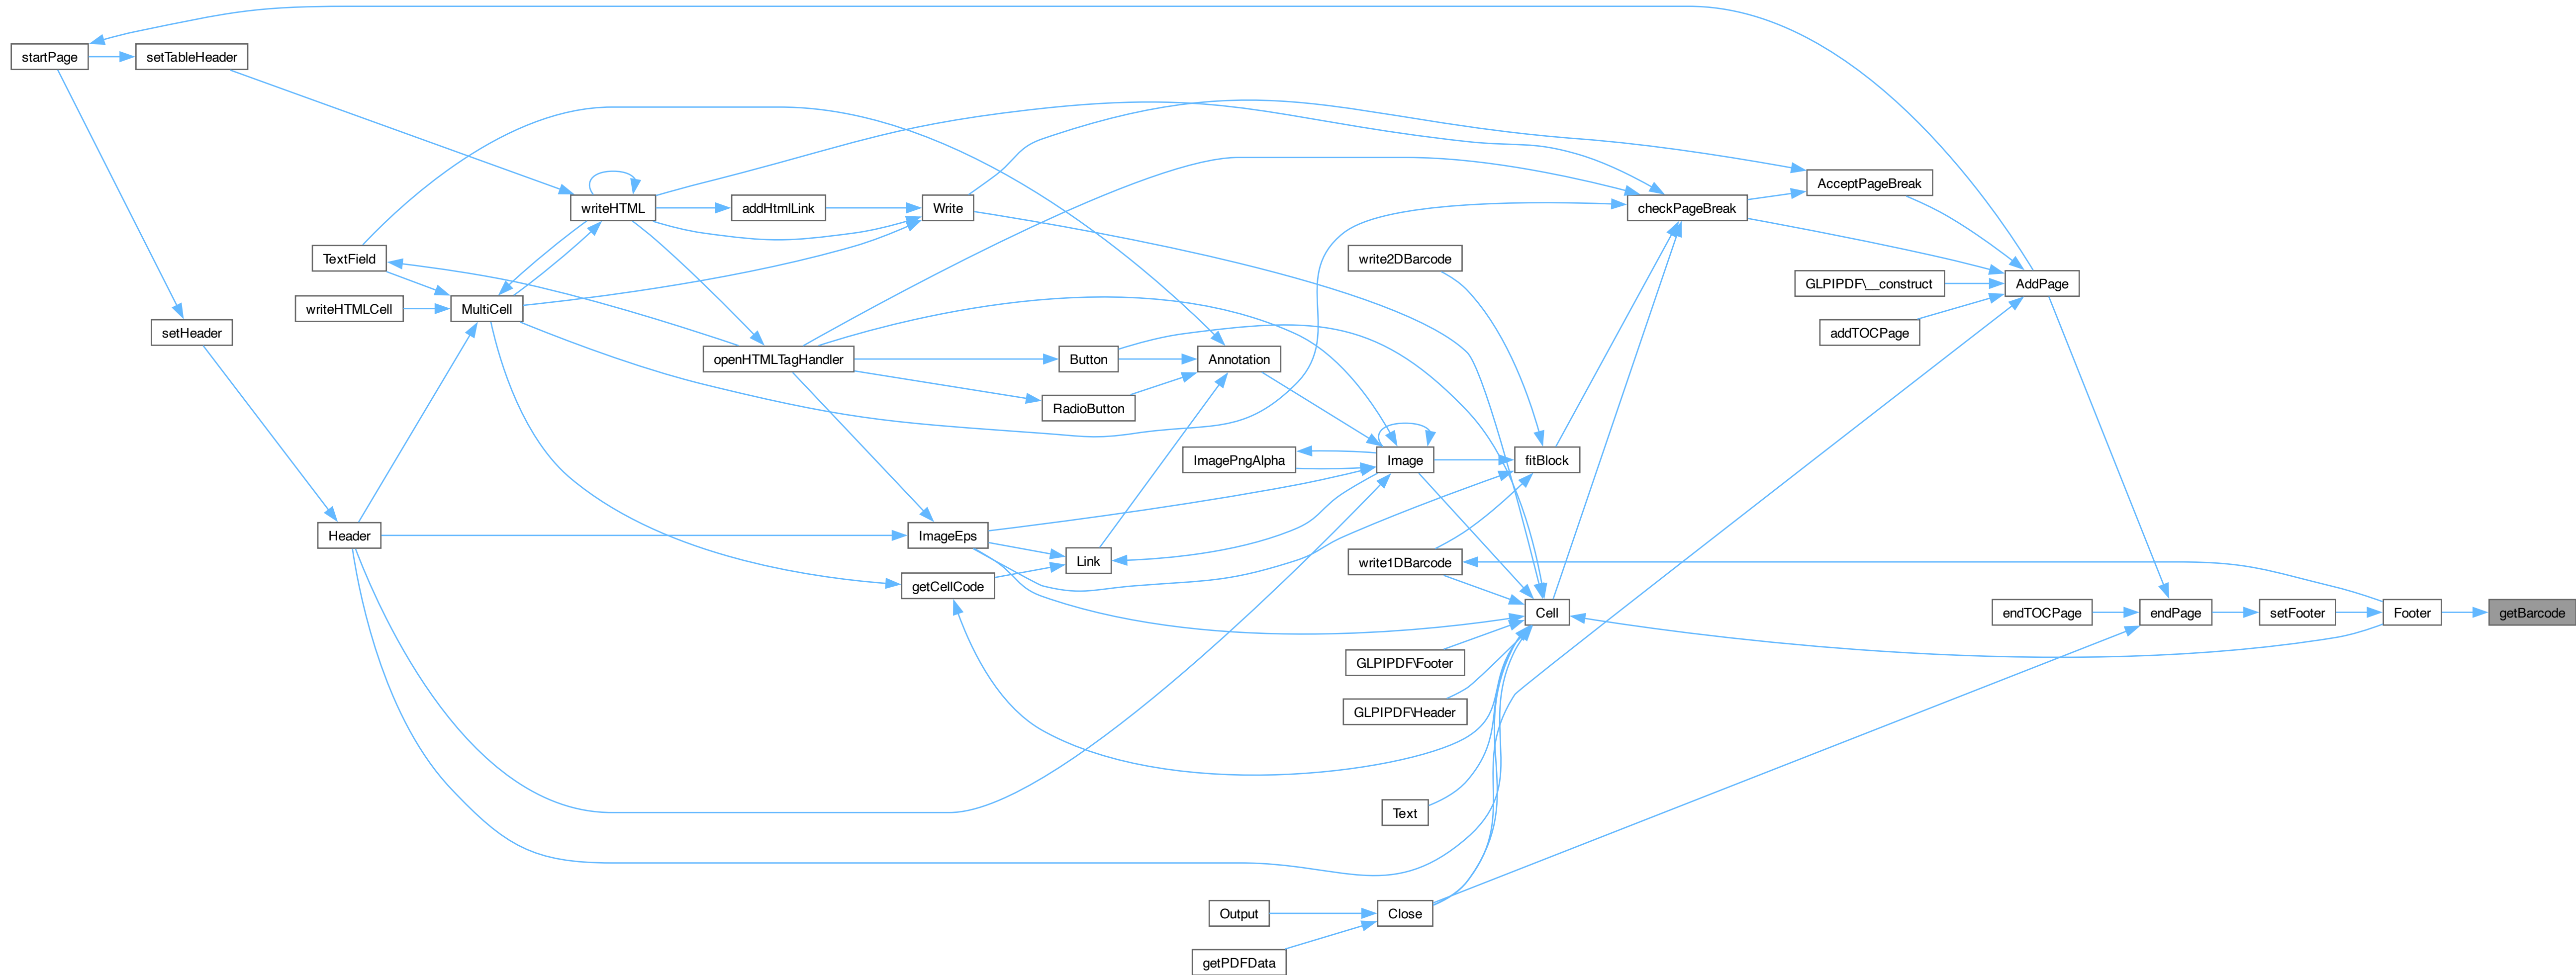 startPage
setTableHeader
AcceptPageBreak
writeHTML
addHtmlLink
Write
checkPageBreak
TextField
write2DBarcode
GLPIPDF\__construct
AddPage
writeHTMLCell
MultiCell
setHeader
addTOCPage
openHTMLTagHandler
Button
Annotation
RadioButton
ImagePngAlpha
Image
fitBlock
Header
ImageEps
Link
write1DBarcode
getCellCode
Cell
endTOCPage
endPage
setFooter
Footer
getBarcode
GLPIPDF\Footer
GLPIPDF\Header
Text
Output
Close
getPDFData